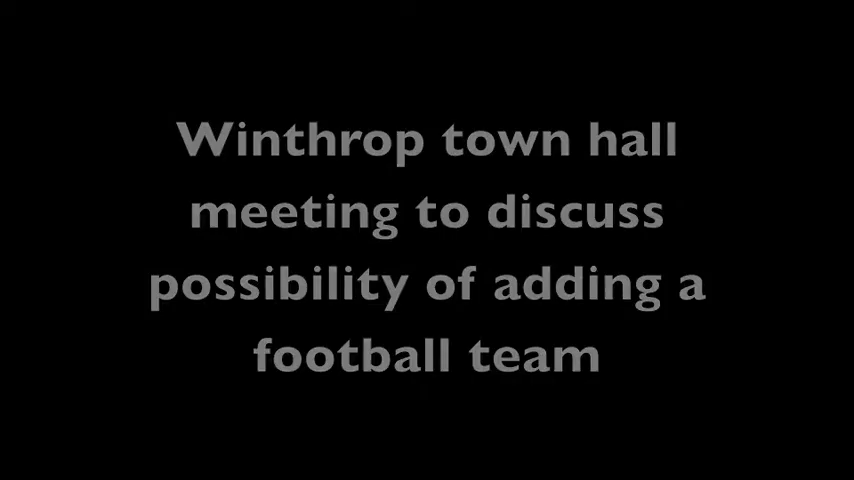 Winthrop town hall
meeting to discuss
possibility of adding a
football team